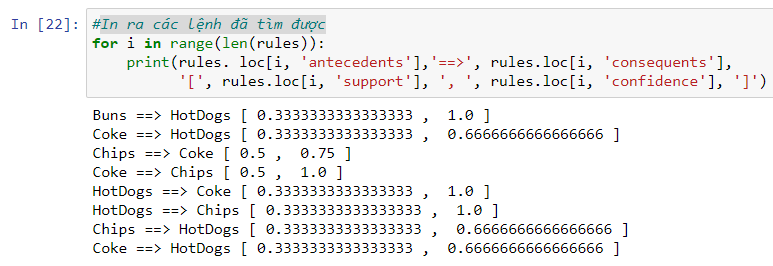 In [22]: #In ra các lệnh đã tìm được
for i in range(len(rules)):
print(rules. loc[i, 'antecedents'],'==>', rules.loc[i, 'consequents'],
'[', rules.loc[i, 'support'], ', ', rules.loc[i, 'confidence'], ']')
Buns ==> HotDogs [ 0.3333333333333333 ,  1.0 ]
Coke ==> HotDogs [ 0.3333333333333333 ,  0.6666666666666666 ]
Chips ==> Coke [ 0.5 ,  0.75 ]
Coke ==> Chips [ 0.5 ,  1.0 ]
HotDogs ==> Coke [ 0.3333333333333333 ,  1.0 ]
HotDogs ==> Chips [ 0.3333333333333333 ,  1.0 ]
Chips ==> HotDogs [ 0.3333333333333333 ,  0.6666666666666666 ]
Coke ==> HotDogs [ 0.3333333333333333 ,  0.6666666666666666 ]